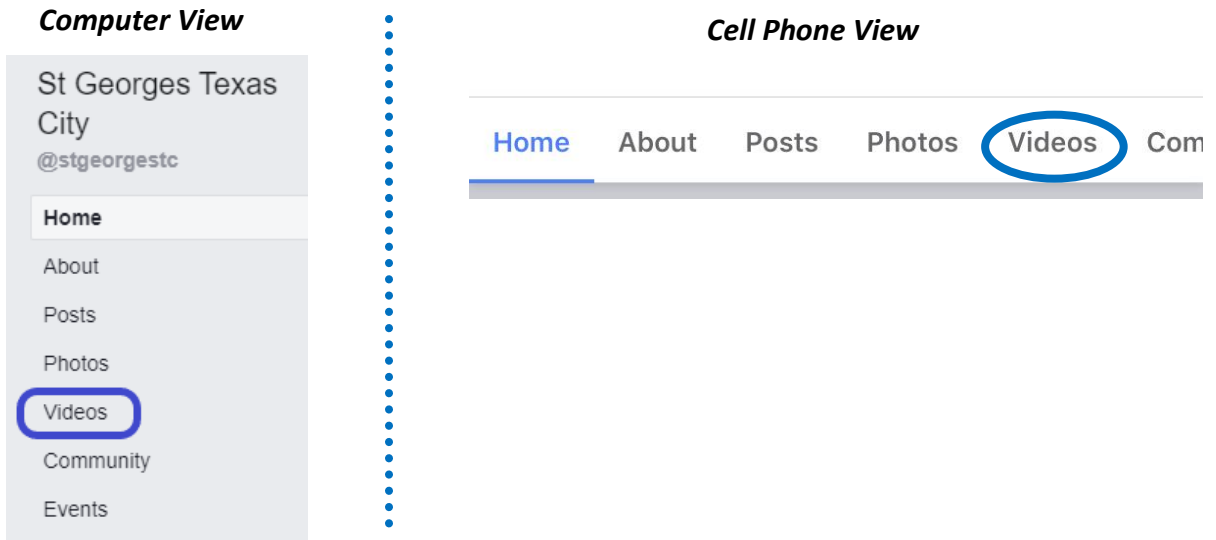 Computer View
St Georges Texas
City
@stgeorgestc
Home
About
Posts
Photos
Videos
Community
Events
Cell Phone View
Home About Posts Photos Videos Com